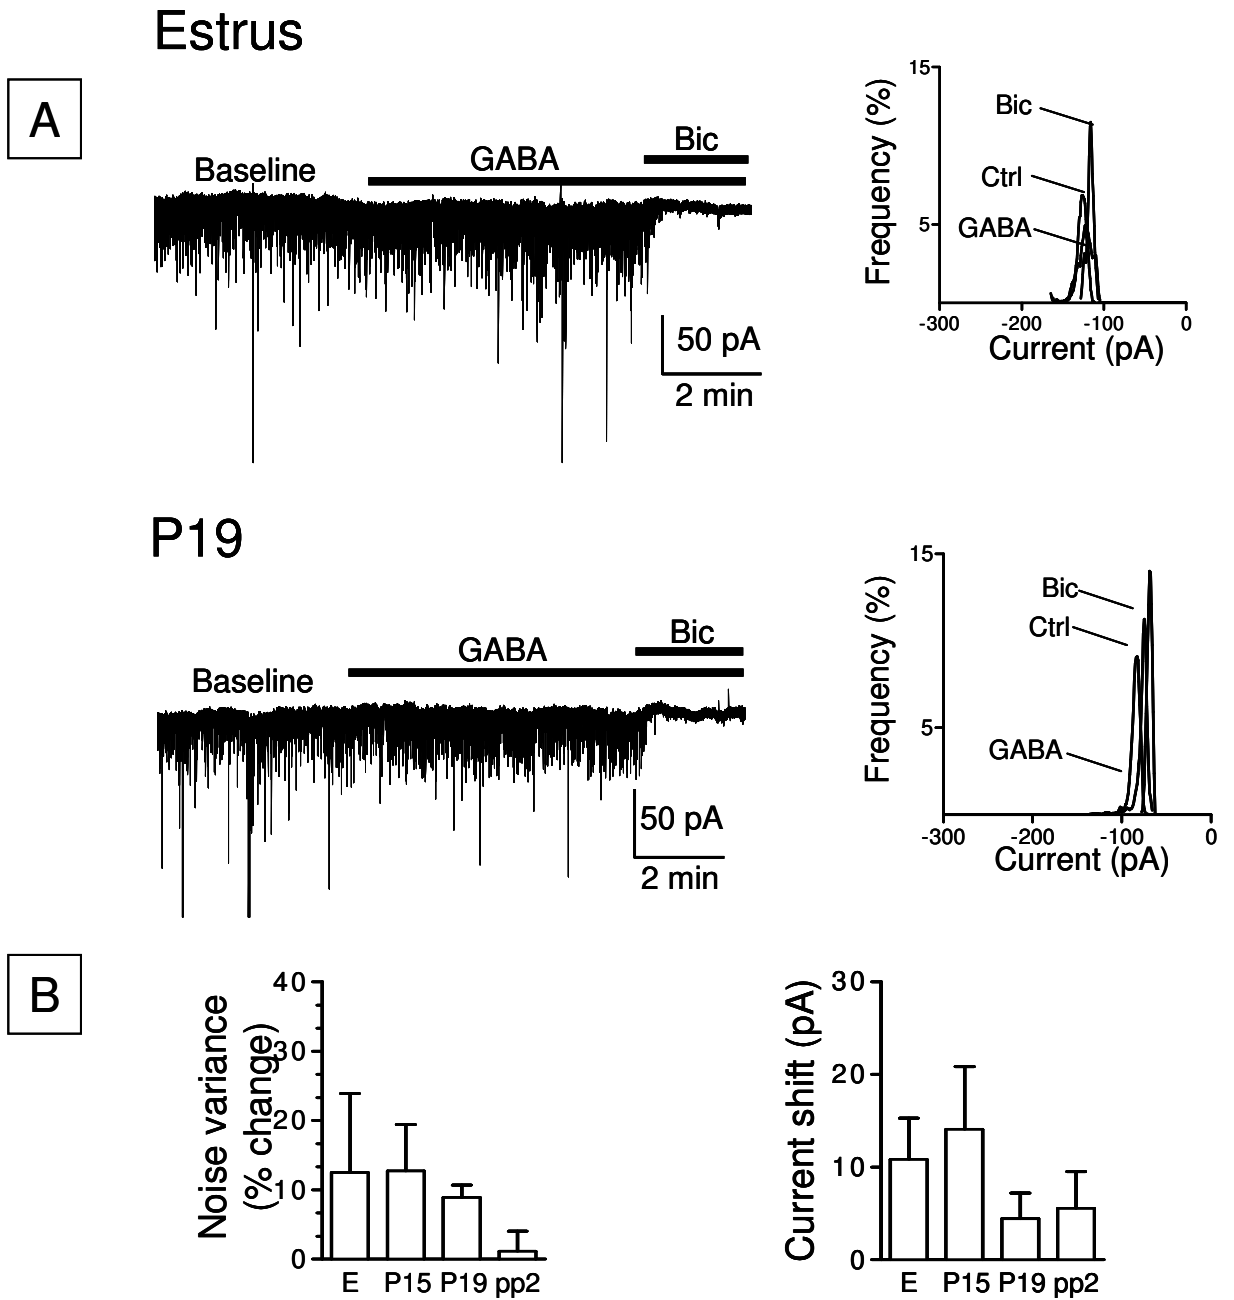 Estrus
A
Baseline
GABA
Bic
50 pA
2 min
15
5
Frequency (%)
Bic
Ctrl
GABA
-300
-200
-100
0
Current (pA)
P19
Baseline
GABA
Bic
50 pA
2 min
15
5
Frequency (%)
Bic
Ctrl
GABA
-300
-200
-100
0
Current (pA)
B
Noise variance
(% change)
40
30
20
10
0
E
P15
P19
pp2
Current shift (pA)
30
20
10
0
E
P15
P19
pp2